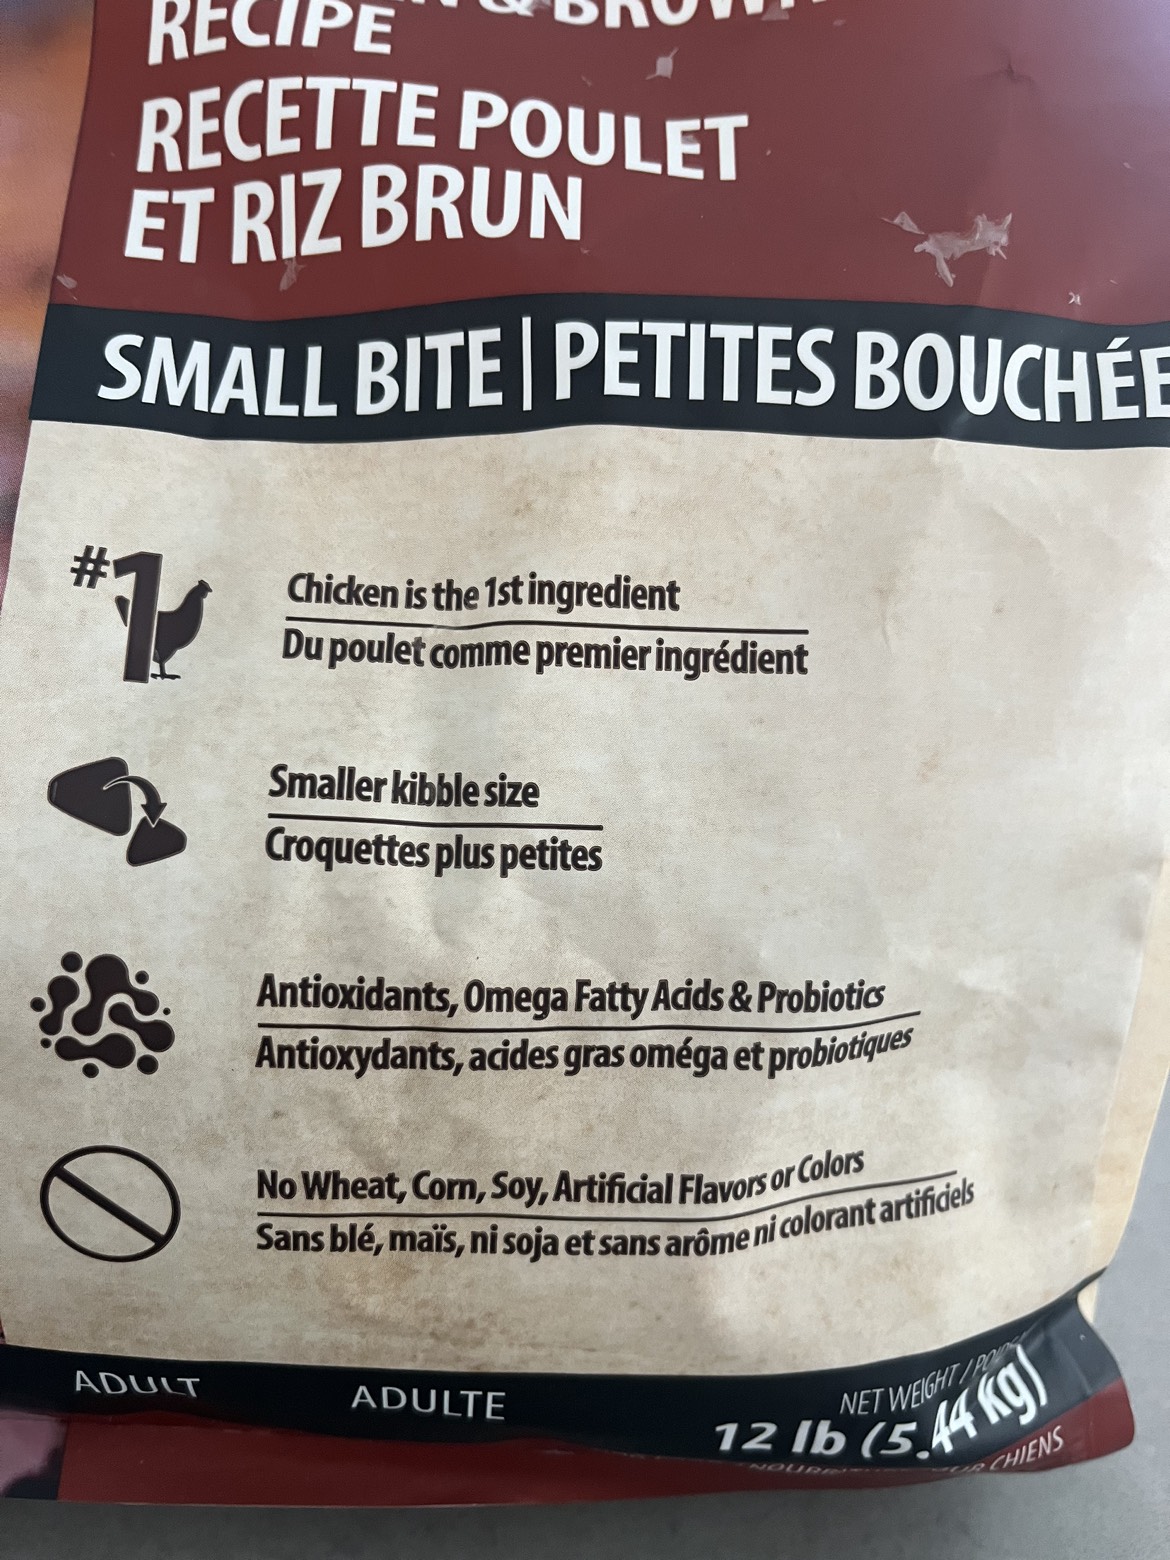 & BROWN
RECIPE
RECETTE POULET
ET RIZ BRUN
SMALL BITE | PETITES BOUCHÉE
#1
Chicken is the 1st ingredient
Du poulet comme premier ingrédient
Smaller kibble size
Croquettes plus petites
Antioxidants, Omega Fatty Acids & Probiotics
Antioxydants, acides gras oméga et probiotiques
No Wheat, Corn, Soy, Artificial Flavors or Colors
Sans blé, maïs, ni soja et sans arôme ni colorant artificiels
ADULT ADULTE
NET WEIGHT /
12 lb (5.44 kg)
CHIENS